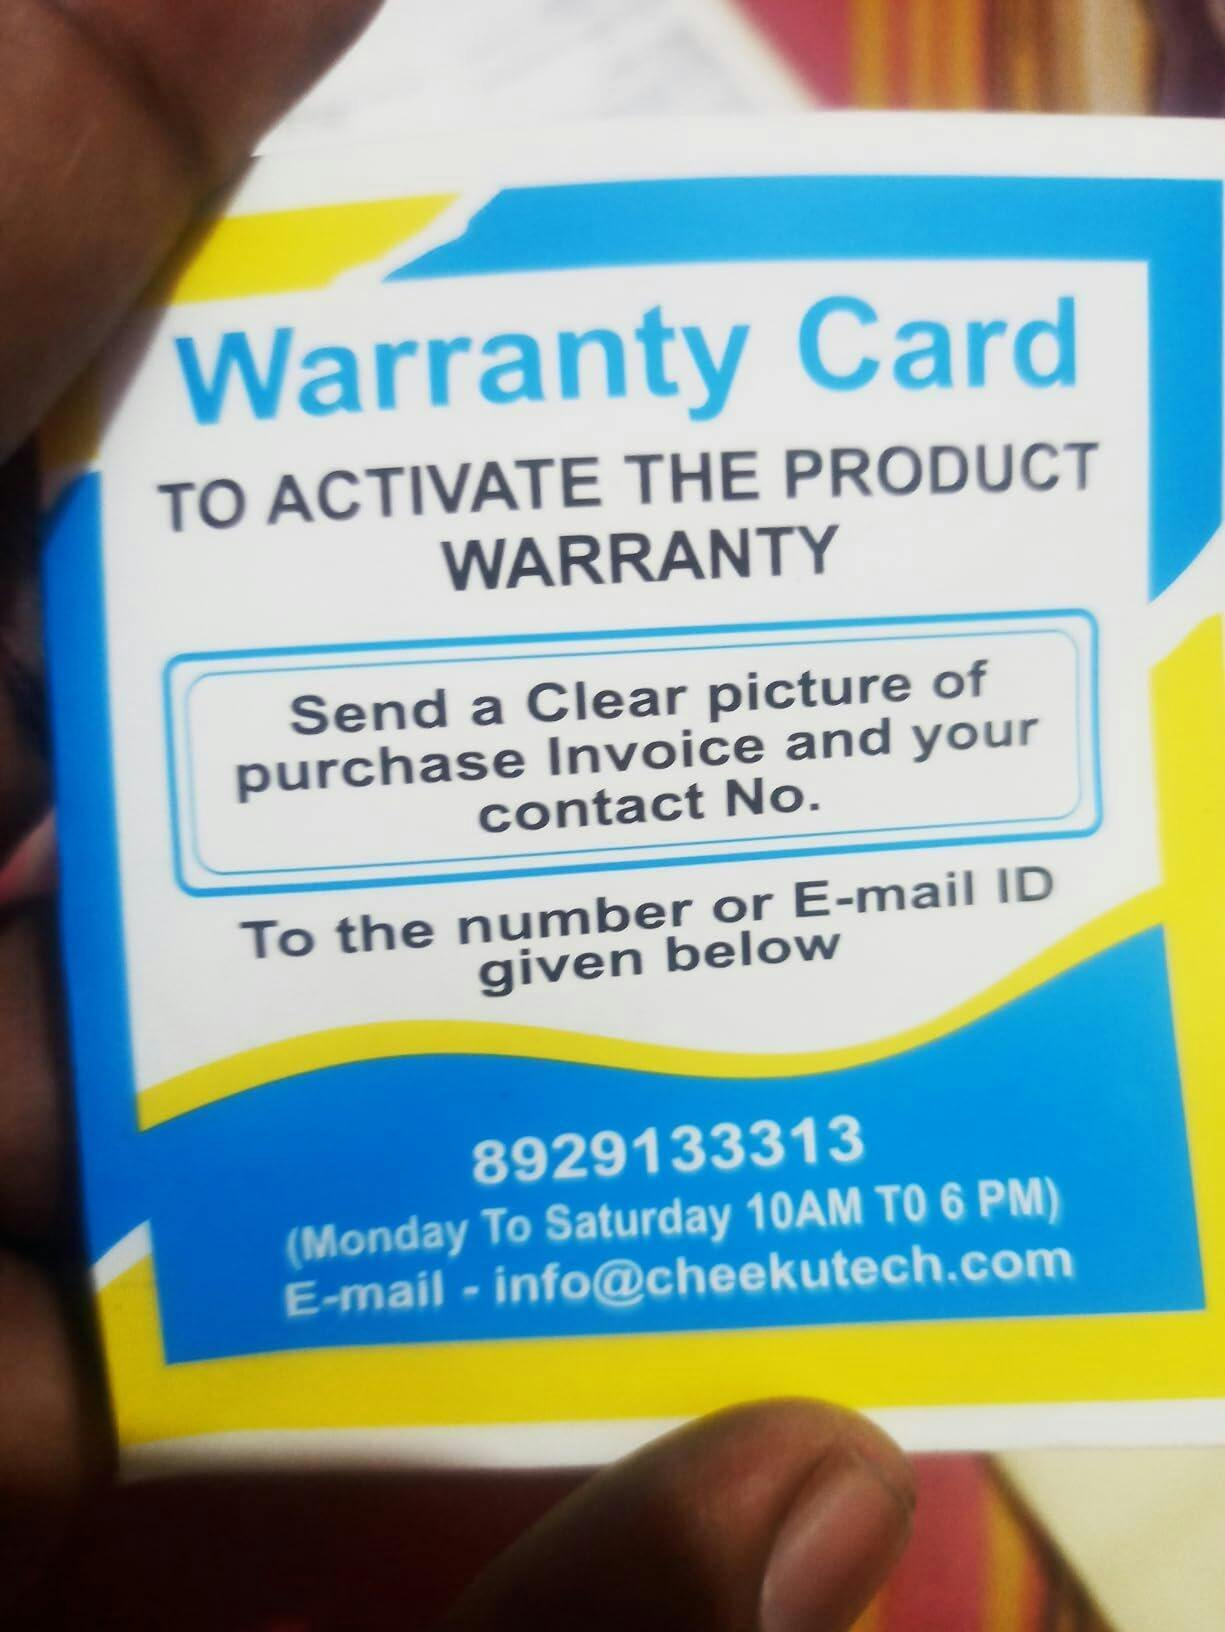 Warranty Card
TO ACTIVATE THE PRODUCT
WARRANTY
Send a Clear picture of
purchase Invoice and your
contact No.
To the number or E-mail ID
given below
8929133313
(Monday To Saturday 10AM T0 6 PM)
E-mail - info@cheekutech.com